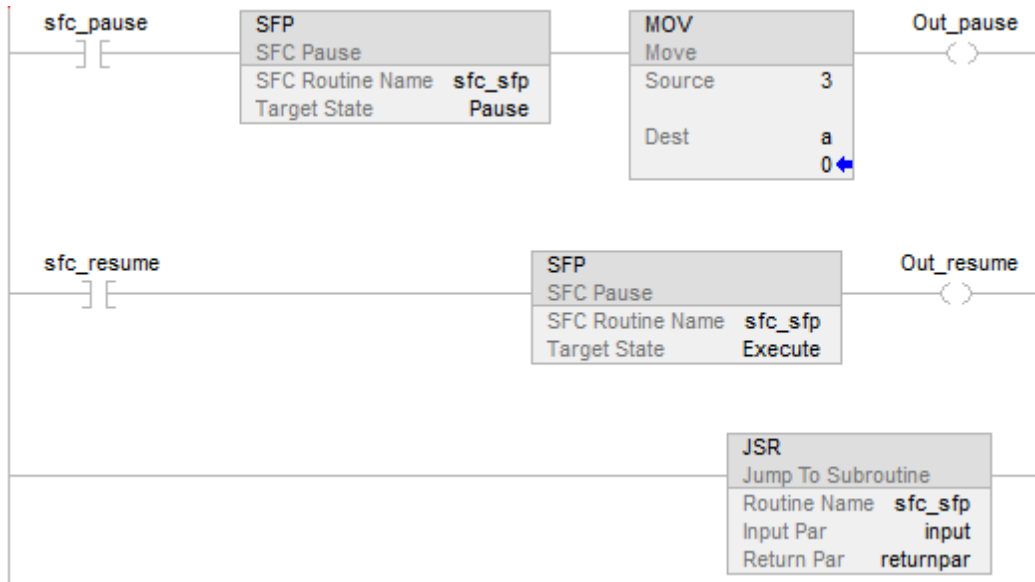 sfc_pause SFP MOV Out_pause
SFC Pause Move
SFC Routine Name sfc_sfp Source 3
Target State Pause
Dest a
0
sfc_resume SFP Out_resume
SFC Pause
SFC Routine Name sfc_sfp
Target State Execute
JSR
Jump To Subroutine
Routine Name sfc_sfp
Input Par input
Return Par returnpar